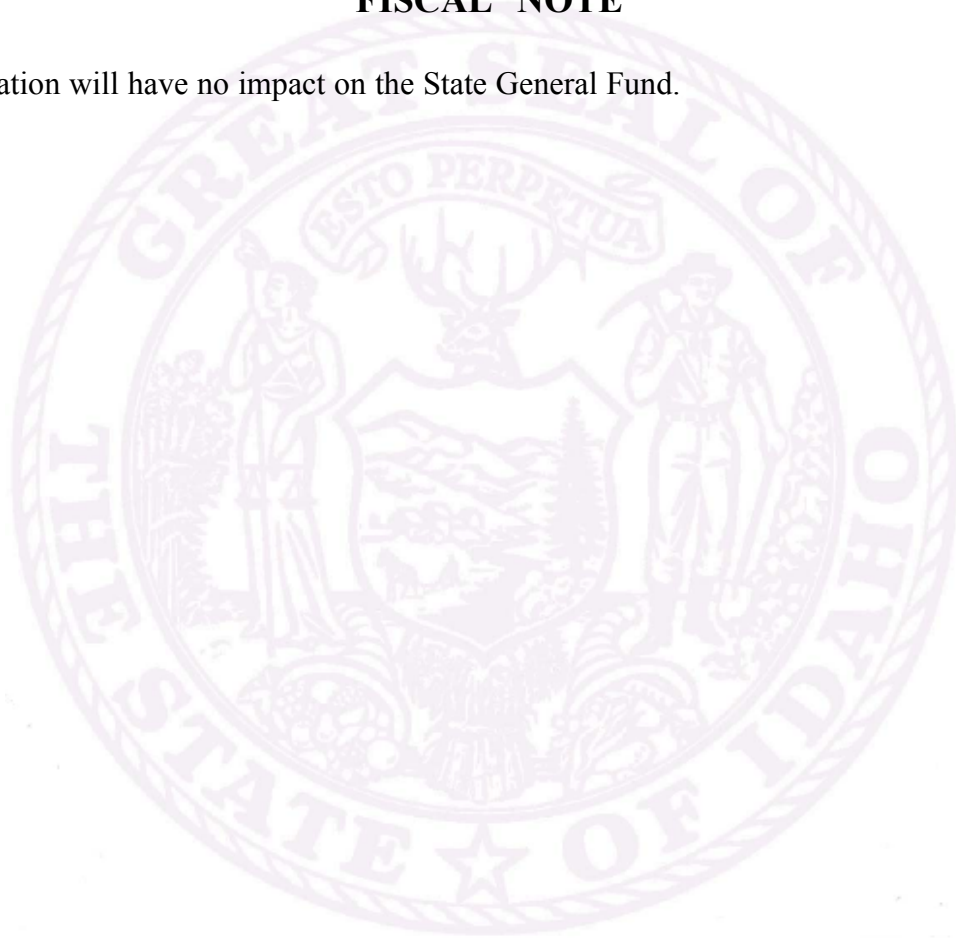 FISCAL NOTE
ation will have no impact on the State General Fund.
GREAT SEAL OF
ESTO PERPETUA
THE STATE OF IDAHO